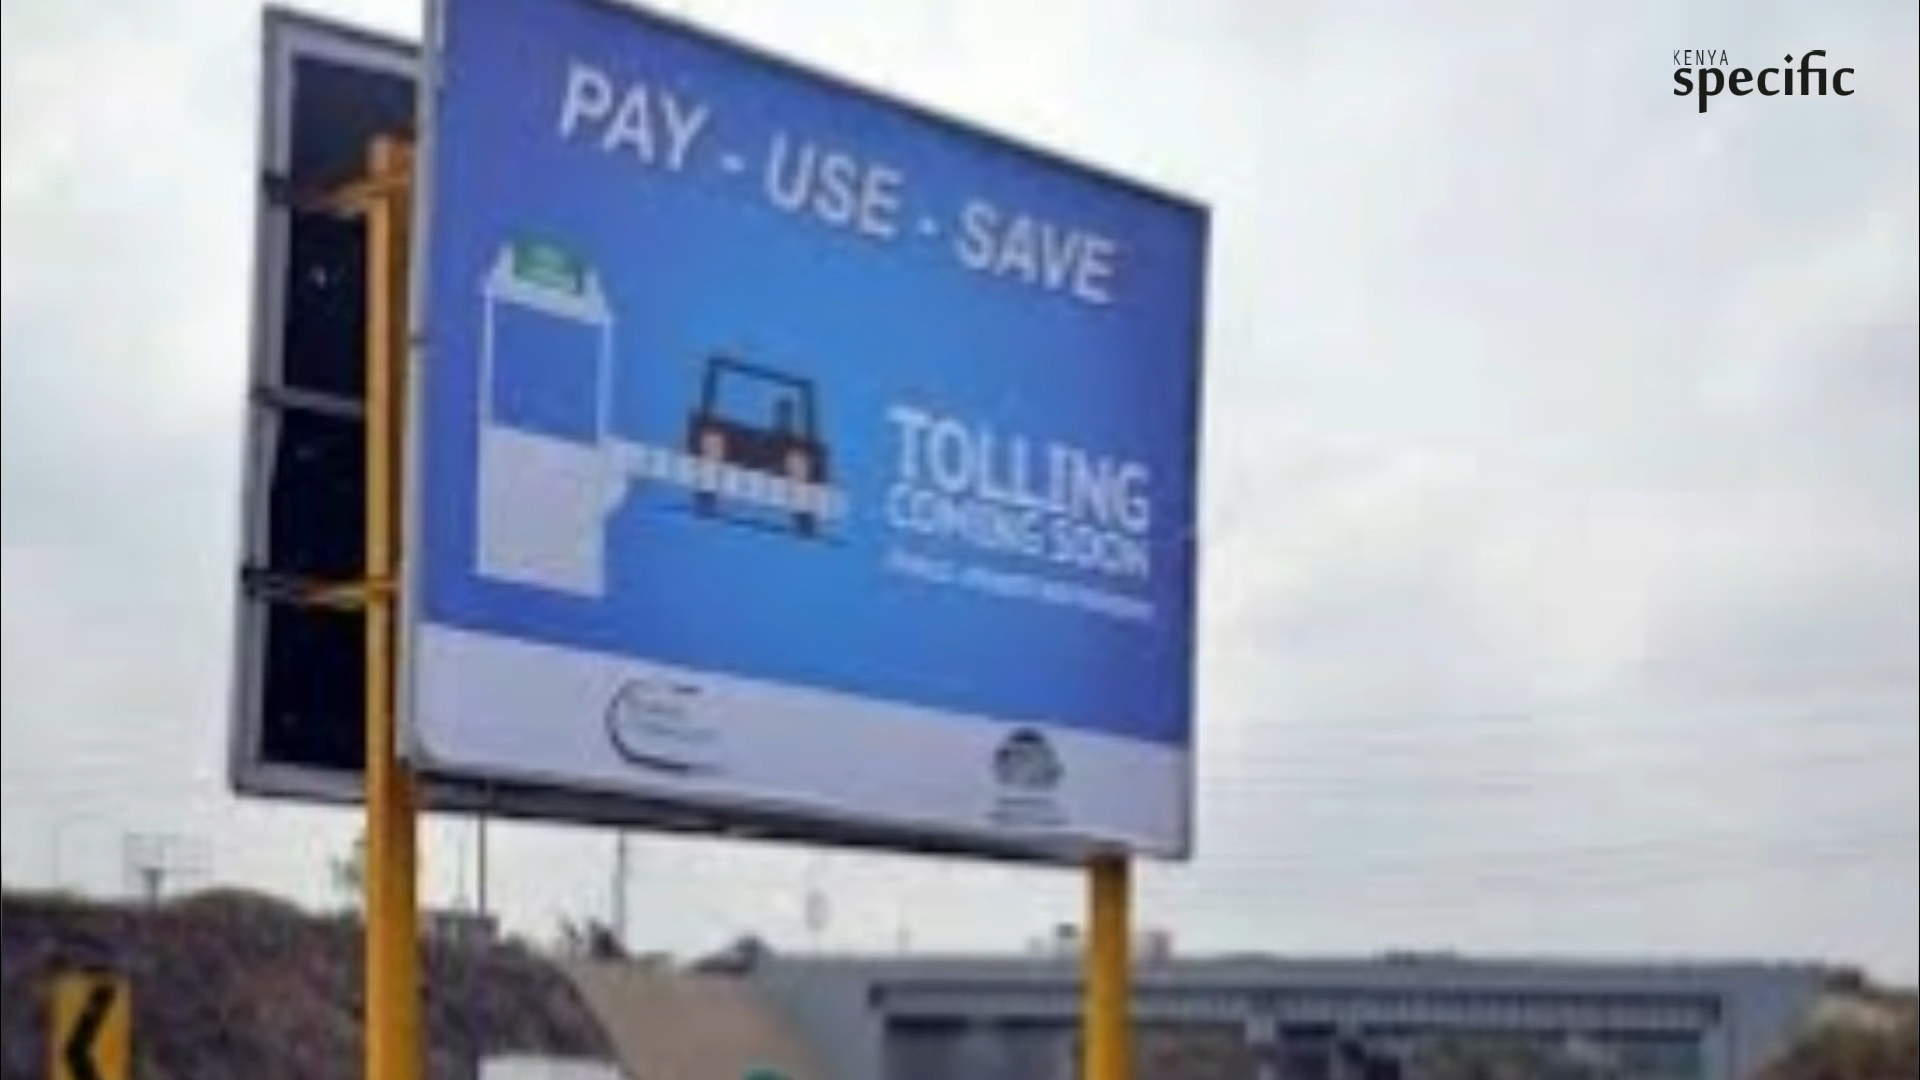 KENYA
specific
PAY - USE - SAVE
TOLLING
COMING SOON